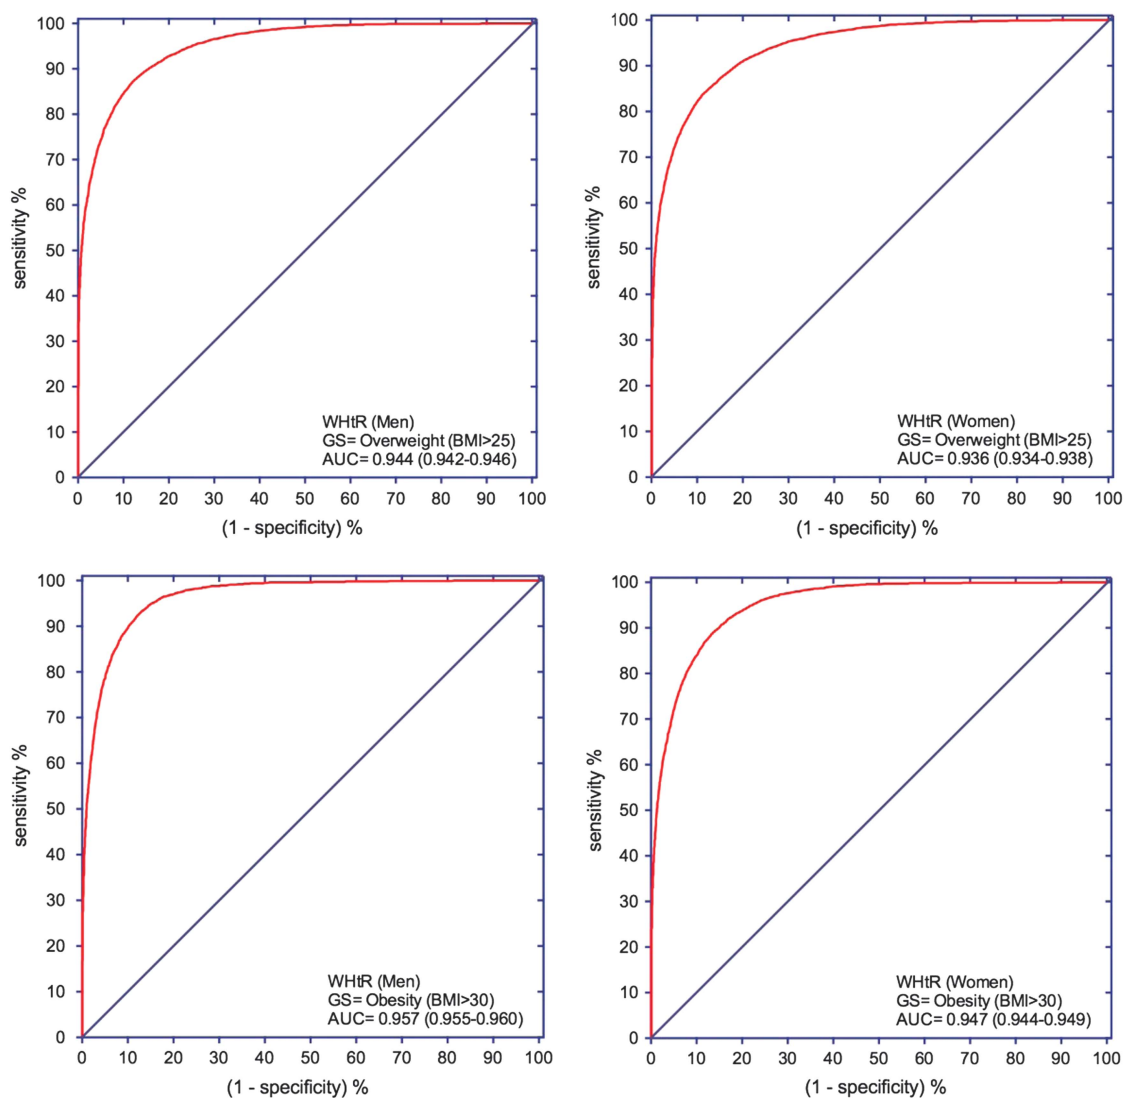 100
90
80
70
60
50
40
30
20
10
0
sensitivity %
WHtR (Men)
GS= Overweight (BMI>25)
AUC= 0.944 (0.942-0.946)
0 10 20 30 40 50 60 70 80 90 100
(1 - specificity) %
100
90
80
70
60
50
40
30
20
10
0
sensitivity %
WHtR (Women)
GS= Overweight (BMI>25)
AUC= 0.936 (0.934-0.938)
0 10 20 30 40 50 60 70 80 90 100
(1 - specificity) %
100
90
80
70
60
50
40
30
20
10
0
sensitivity %
WHtR (Men)
GS= Obesity (BMI>30)
AUC= 0.957 (0.955-0.960)
0 10 20 30 40 50 60 70 80 90 100
(1 - specificity) %
100
90
80
70
60
50
40
30
20
10
0
sensitivity %
WHtR (Women)
GS= Obesity (BMI>30)
AUC= 0.947 (0.944-0.949)
0 10 20 30 40 50 60 70 80 90 100
(1 - specificity) %